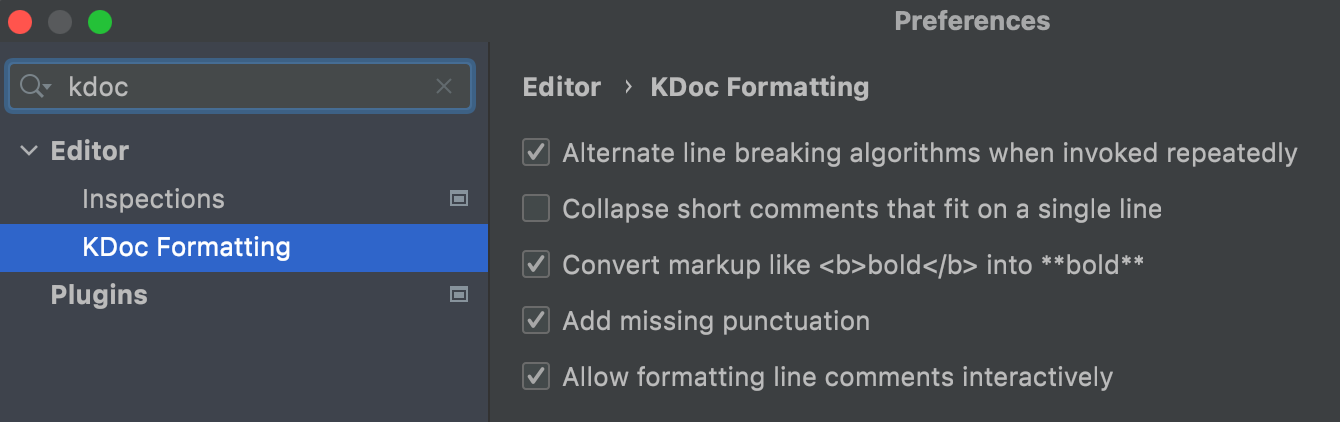 Preferences
kdoc
Editor
Inspections
KDoc Formatting
Plugins
Editor › KDoc Formatting
Alternate line breaking algorithms when invoked repeatedly
Collapse short comments that fit on a single line
Convert markup like <b>bold</b> into **bold**
Add missing punctuation
Allow formatting line comments interactively